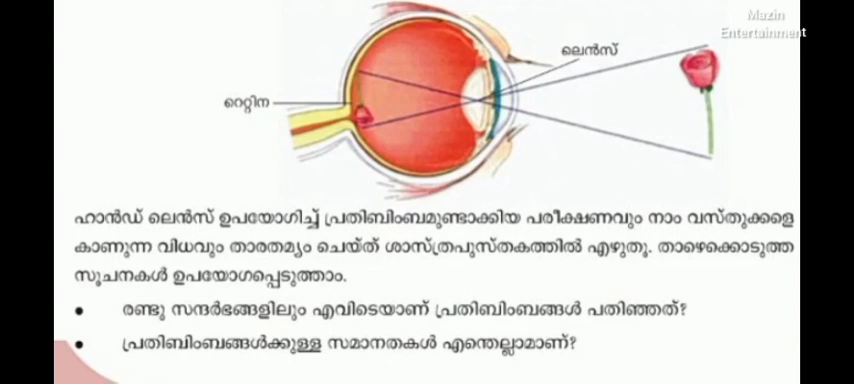 Mazin
Entertainment
ലെൻസ്
റെറ്റിന
ഹാൻഡ് ലെൻസ് ഉപയോഗിച്ച് പ്രതിബിംബമുണ്ടാക്കിയ പരീക്ഷണവും നാം വസ്തുക്കളെ
കാണുന്ന വിധവും താരതമ്യം ചെയ്ത് ശാസ്ത്രപുസ്തകത്തിൽ എഴുതൂ. താഴെക്കൊടുത്ത
സൂചനകൾ ഉപയോഗപ്പെടുത്താം.
• രണ്ടു സന്ദർഭങ്ങളിലും എവിടെയാണ് പ്രതിബിംബങ്ങൾ പതിഞ്ഞത്?
• പ്രതിബിംബങ്ങൾക്കുള്ള സമാനതകൾ എന്തെല്ലാമാണ്?